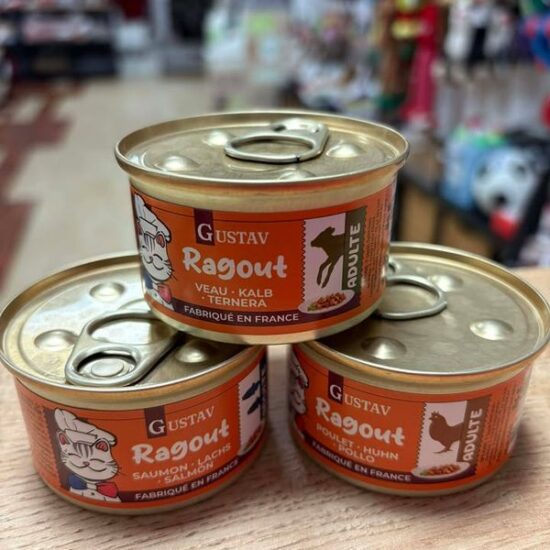 GUSTAV
Ragout
VEAU · KALB
· TERNERA
FABRIQUÉ EN FRANCE
ADULTE
GUSTAV
Ragout
SAUMON · LACHS
· SALMON
FABRIQUÉ EN FRANCE
GUSTAV
Ragout
POULET · HUHN
· POLLO
FABRIQUÉ EN FRANCE
ADULTE